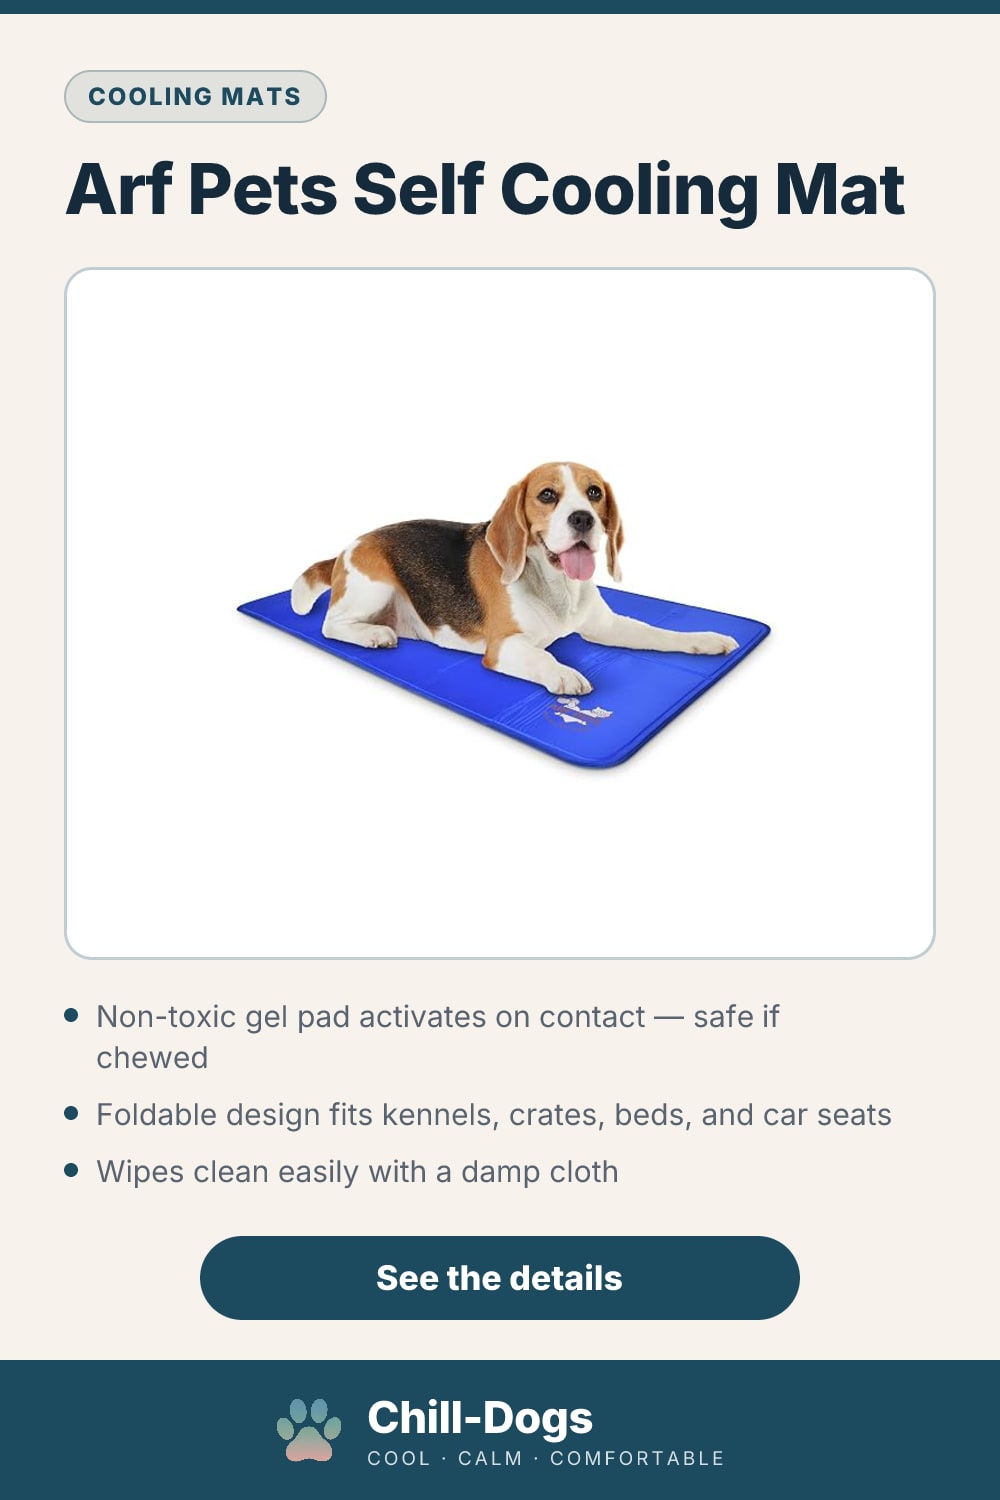 COOLING MATS
Arf Pets Self Cooling Mat
Non-toxic gel pad activates on contact — safe if
chewed
Foldable design fits kennels, crates, beds, and car seats
Wipes clean easily with a damp cloth
See the details
Chill-Dogs
COOL · CALM · COMFORTABLE